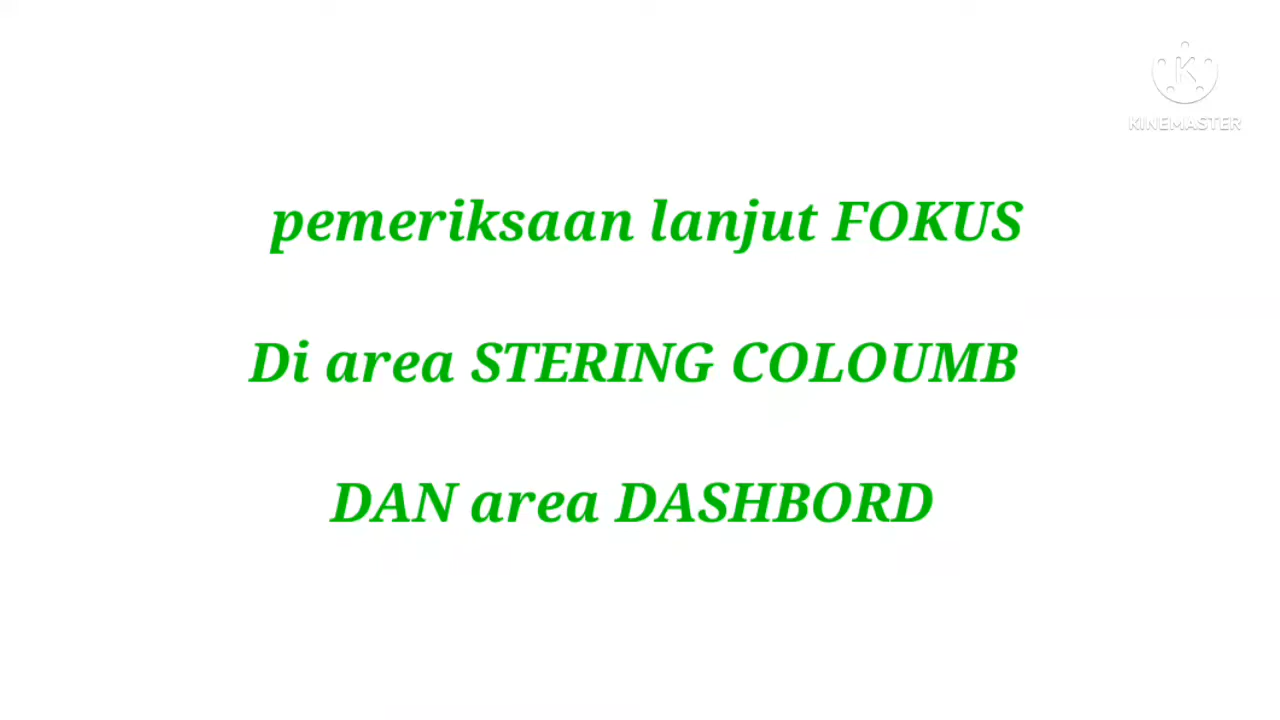 KINEMASTER
pemeriksaan lanjut FOKUS
Di area STERING COLOUMB
DAN area DASHBORD